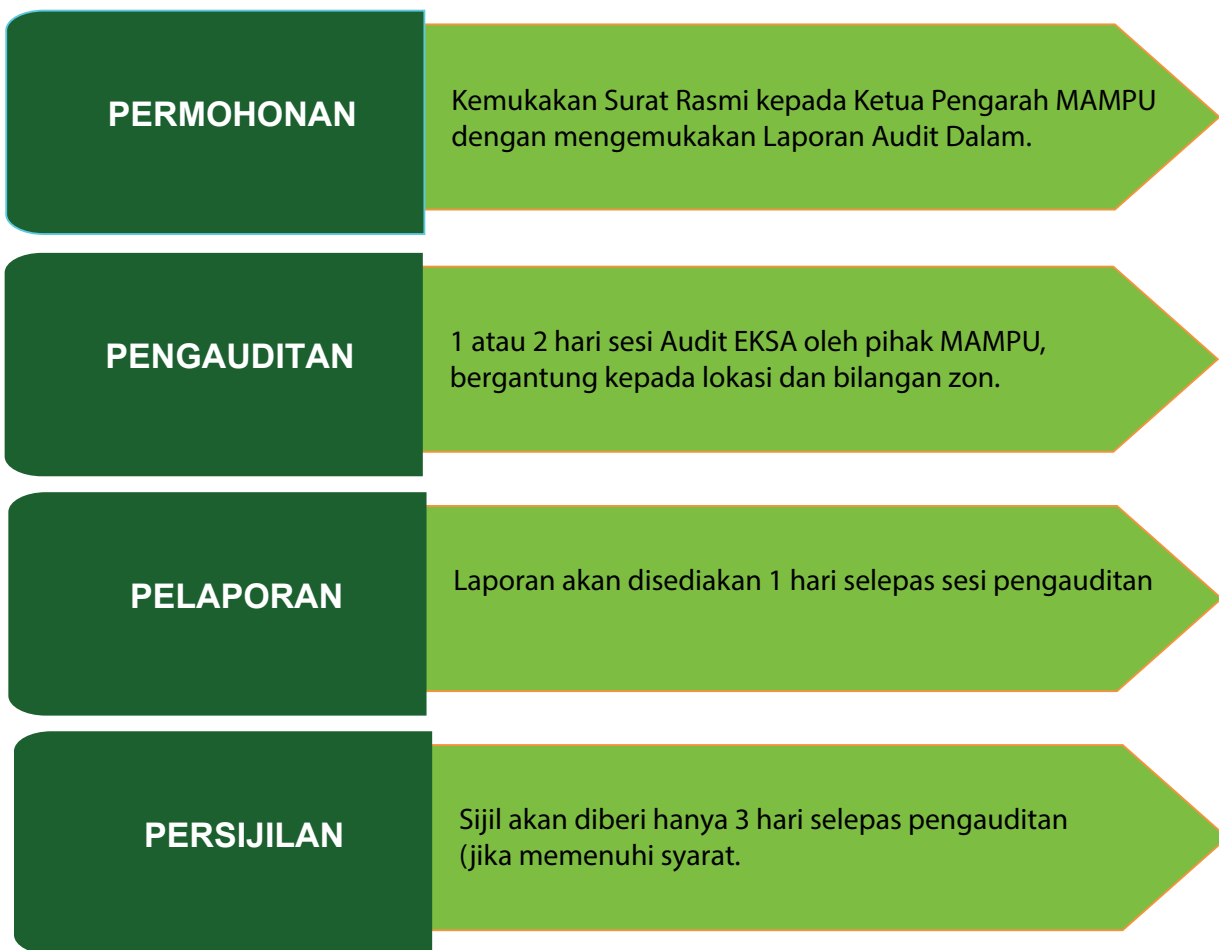 PERMOHONAN
Kemukakan Surat Rasmi kepada Ketua Pengarah MAMPU
dengan mengemukakan Laporan Audit Dalam.
PENGAUDITAN
1 atau 2 hari sesi Audit EKSA oleh pihak MAMPU,
bergantung kepada lokasi dan bilangan zon.
PELAPORAN
Laporan akan disediakan 1 hari selepas sesi pengauditan
PERSIJILAN
Sijil akan diberi hanya 3 hari selepas pengauditan
(jika memenuhi syarat.